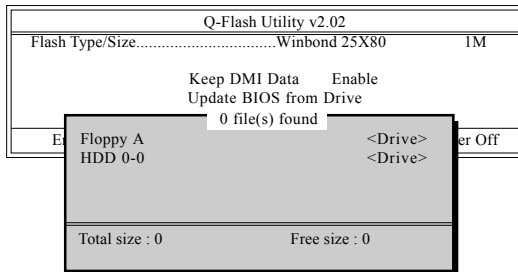 Q-Flash Utility v2.02
Flash Type/Size.................................Winbond 25X80 1M
Keep DMI Data Enable
Update BIOS from Drive
0 file(s) found
Floppy A <Drive>
HDD 0-0 <Drive>
Off
Total size : 0 Free size : 0